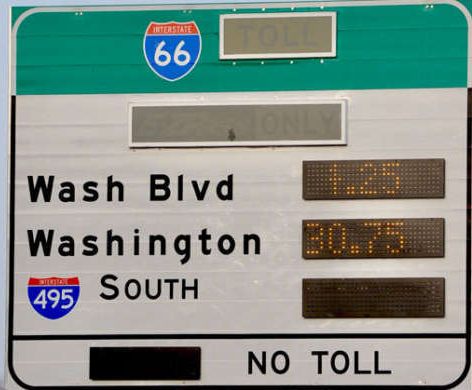 INTERSTATE
66
TOLL
ONLY
Wash Blvd 1.25
Washington 30.75
INTERSTATE
495 SOUTH
NO TOLL